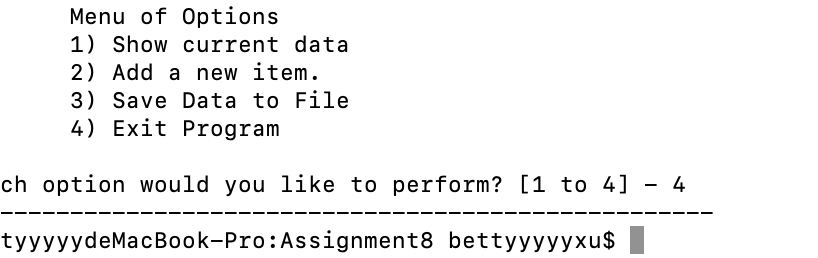 Menu of Options
1) Show current data
2) Add a new item.
3) Save Data to File
4) Exit Program
ch option would you like to perform? [1 to 4] - 4
-------------------------------------------------------
tyyyyydeMacBook-Pro:Assignment8 bettyyyyyxu$